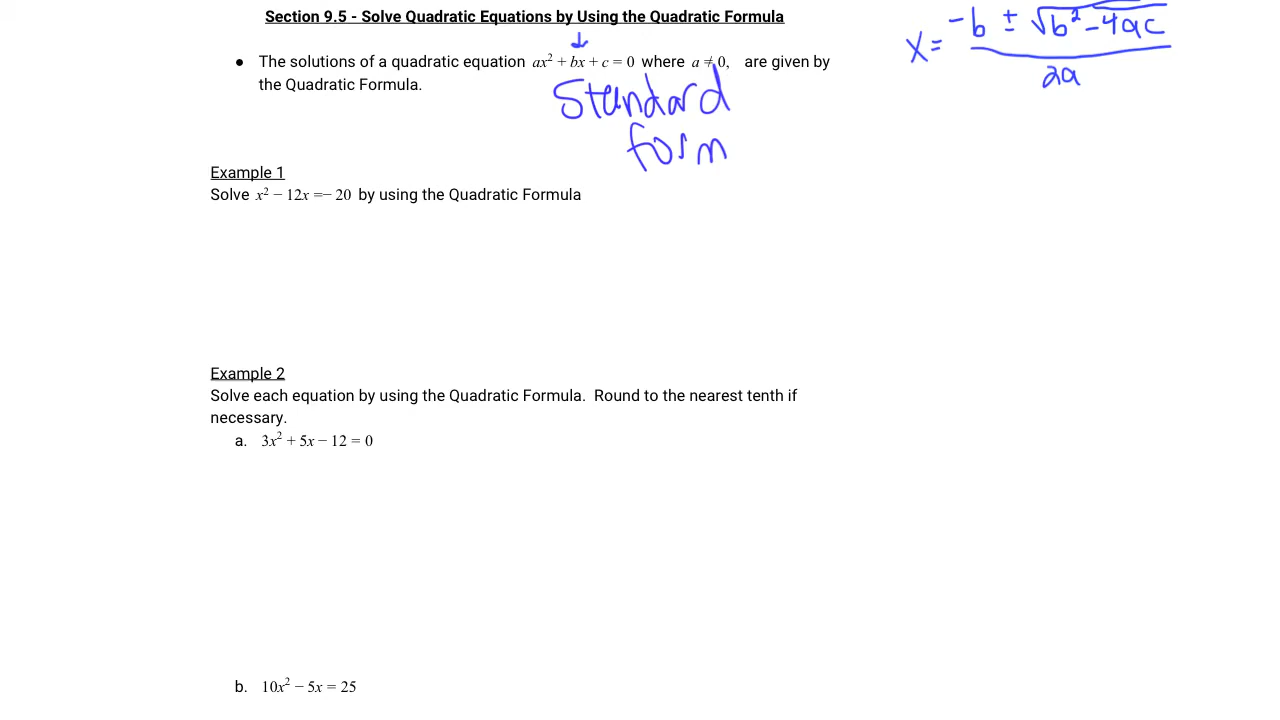 Section 9.5 - Solve Quadratic Equations by Using the Quadratic Formula
x = (-b ± √(b² - 4ac)) / 2a
● The solutions of a quadratic equation ax² + bx + c = 0 where a ≠ 0, are given by
the Quadratic Formula.
Standard
form
Example 1
Solve x² − 12x =− 20 by using the Quadratic Formula
Example 2
Solve each equation by using the Quadratic Formula. Round to the nearest tenth if
necessary.
a. 3x² + 5x − 12 = 0
b. 10x² − 5x = 25